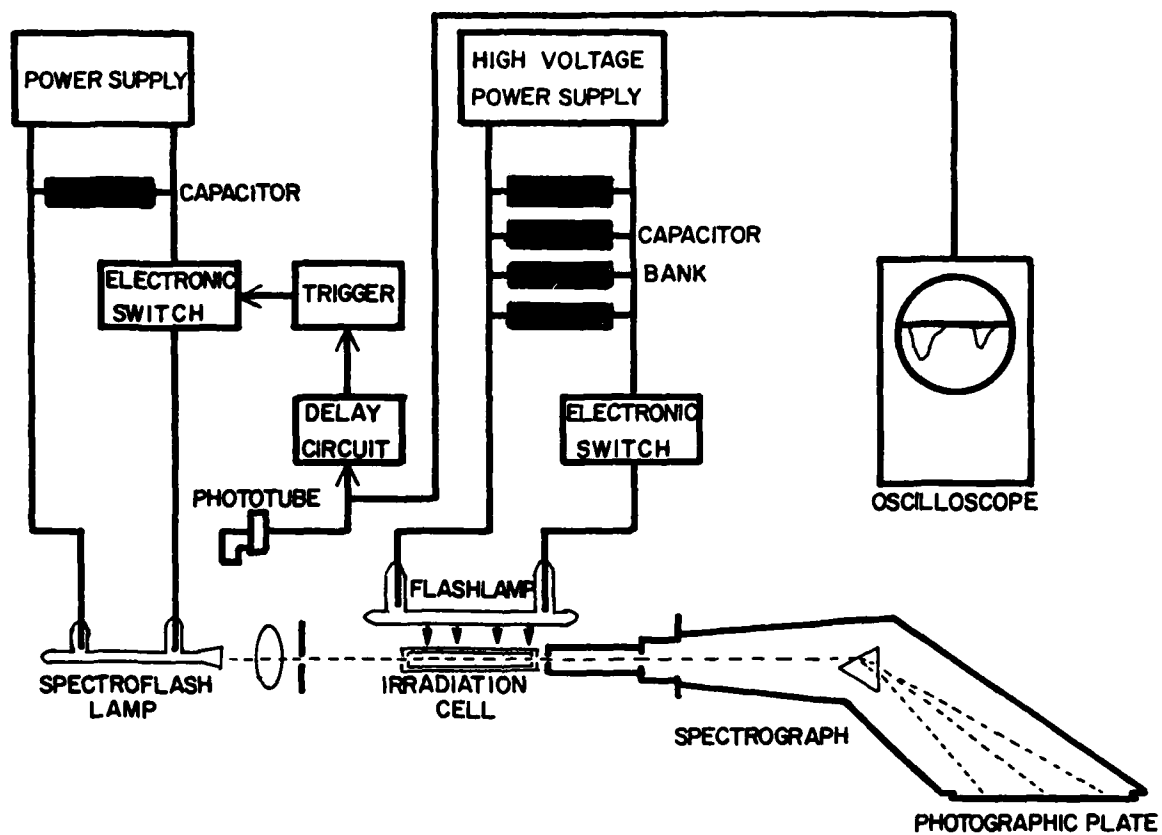 POWER SUPPLY
HIGH VOLTAGE
POWER SUPPLY
CAPACITOR
CAPACITOR
BANK
ELECTRONIC
SWITCH
TRIGGER
DELAY
CIRCUIT
ELECTRONIC
SWITCH
PHOTOTUBE
OSCILLOSCOPE
FLASHLAMP
SPECTROFLASH
LAMP
IRRADIATION
CELL
SPECTROGRAPH
PHOTOGRAPHIC PLATE